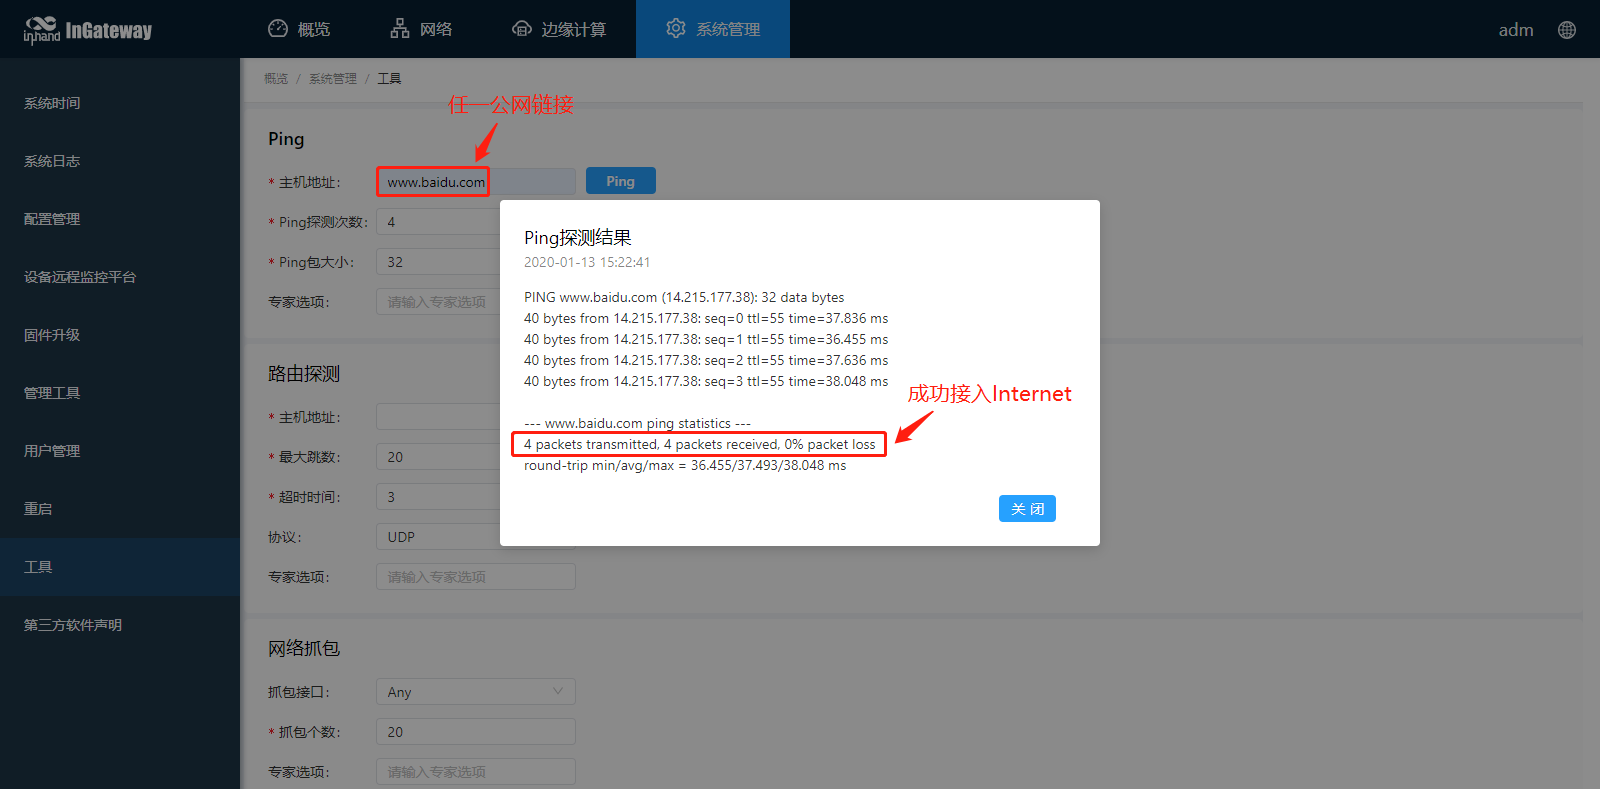 inhand InGateway
概览
网络
边缘计算
系统管理
adm
系统时间
系统日志
配置管理
设备远程监控平台
固件升级
管理工具
用户管理
重启
工具
第三方软件声明
概览 / 系统管理 / 工具
任一公网链接
Ping
* 主机地址: www.baidu.com Ping
* Ping探测次数: 4
* Ping包大小: 32
专家选项: 请输入专家选项
Ping探测结果
2020-01-13 15:22:41
PING www.baidu.com (14.215.177.38): 32 data bytes
40 bytes from 14.215.177.38: seq=0 ttl=55 time=37.836 ms
40 bytes from 14.215.177.38: seq=1 ttl=55 time=36.455 ms
40 bytes from 14.215.177.38: seq=2 ttl=55 time=37.636 ms
40 bytes from 14.215.177.38: seq=3 ttl=55 time=38.048 ms
成功接入Internet
--- www.baidu.com ping statistics ---
4 packets transmitted, 4 packets received, 0% packet loss
round-trip min/avg/max = 36.455/37.493/38.048 ms
关 闭
路由探测
* 主机地址:
* 最大跳数: 20
* 超时时间: 3
协议: UDP
专家选项: 请输入专家选项
网络抓包
抓包接口: Any
* 抓包个数: 20
专家选项: 请输入专家选项